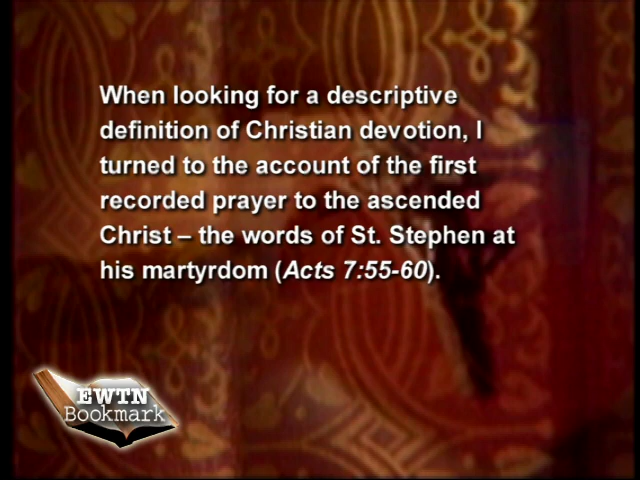 When looking for a descriptive
definition of Christian devotion, I
turned to the account of the first
recorded prayer to the ascended
Christ – the words of St. Stephen at
his martyrdom (Acts 7:55-60).
EWTN
Bookmark